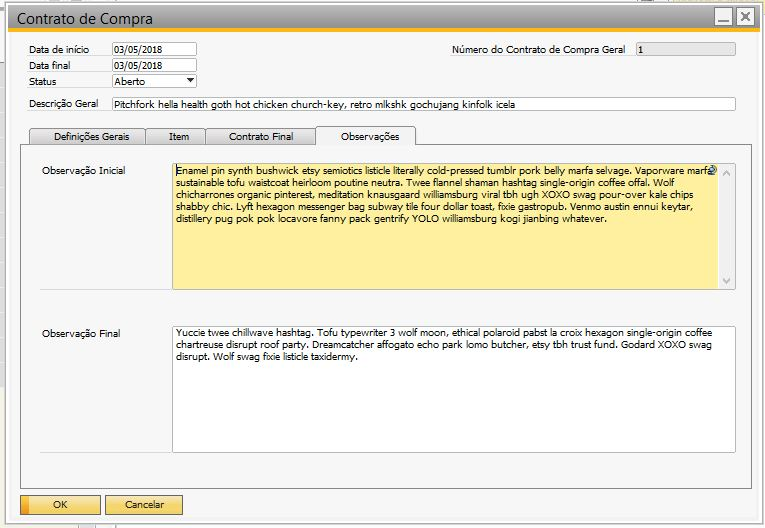 Contrato de Compra
Data de início 03/05/2018 Número do Contrato de Compra Geral 1
Data final 03/05/2018
Status Aberto
Descrição Geral Pitchfork hella health goth hot chicken church-key, retro mlkshk gochujang kinfolk icela
Definições Gerais Item Contrato Final Observações
Observação Inicial Enamel pin synth bushwick etsy semiotics listicle literally cold-pressed tumblr pork belly marfa selvage. Vaporware marfa
sustainable tofu waistcoat heirloom poutine neutra. Twee flannel shaman hashtag single-origin coffee offal. Wolf
chicharrones organic pinterest, meditation knausgaard williamsburg viral tbh ugh XOXO swag pour-over kale chips
shabby chic. Lyft hexagon messenger bag subway tile four dollar toast, fixie gastropub. Venmo austin ennui keytar,
distillery pug pok pok locavore fanny pack gentrify YOLO williamsburg kogi jianbing whatever.
Observação Final Yuccie twee chillwave hashtag. Tofu typewriter 3 wolf moon, ethical polaroid pabst la croix hexagon single-origin coffee
chartreuse disrupt roof party. Dreamcatcher affogato echo park lomo butcher, etsy tbh trust fund. Godard XOXO swag
disrupt. Wolf swag fixie listicle taxidermy.
OK Cancelar